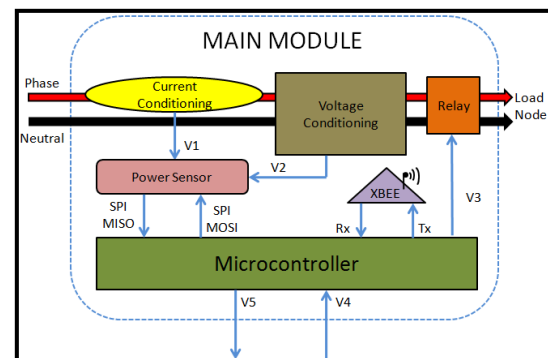 MAIN MODULE
Phase
Current
Conditioning
Voltage
Conditioning
Relay
Load
Node
Neutral
V1
V2
Power Sensor
XBEE
V3
SPI
MISO
SPI
MOSI
Rx
Tx
Microcontroller
V5
V4